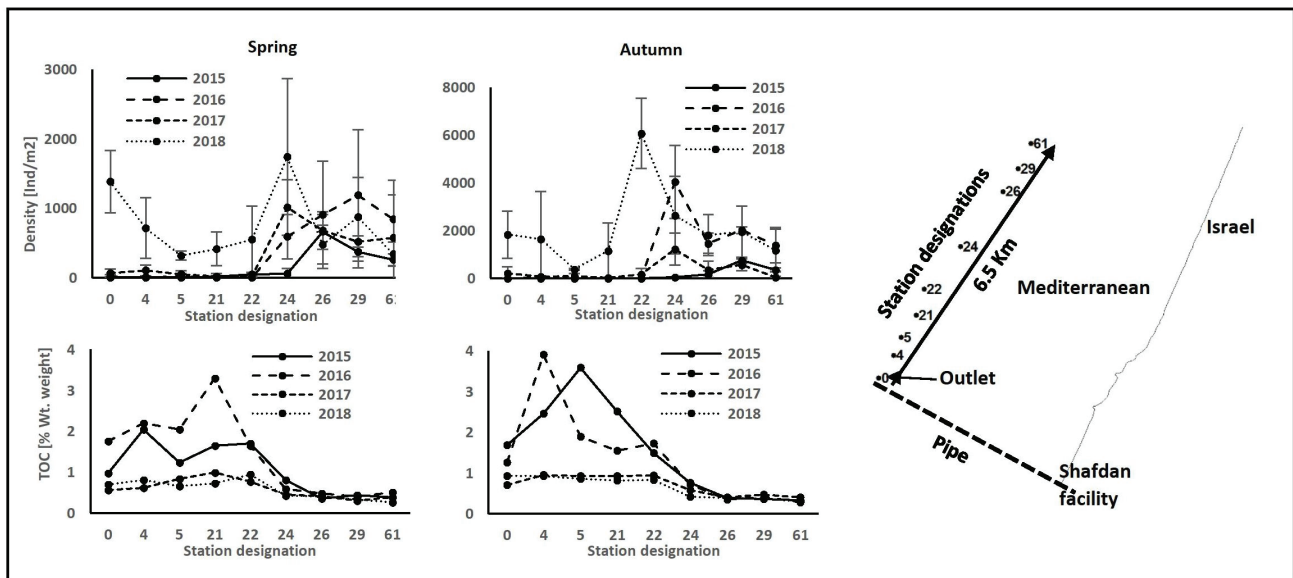 Spring
Density [Ind/m2]
3000
2000
1000
0
2015
2016
2017
2018
0 4 5 21 22 24 26 29 61
Station designation
Autumn
8000
6000
4000
2000
0
2015
2016
2017
2018
0 4 5 21 22 24 26 29 61
Station designation
TOC [% Wt. weight]
4
3
2
1
0
2015
2016
2017
2018
0 4 5 21 22 24 26 29 61
Station designation
4
3
2
1
0
2015
2016
2017
2018
0 4 5 21 22 24 26 29 61
Station designation
61
29
26
24
22
21
5
4
0
Station designations
6.5 Km
Israel
Mediterranean
Outlet
Pipe
Shafdan
facility